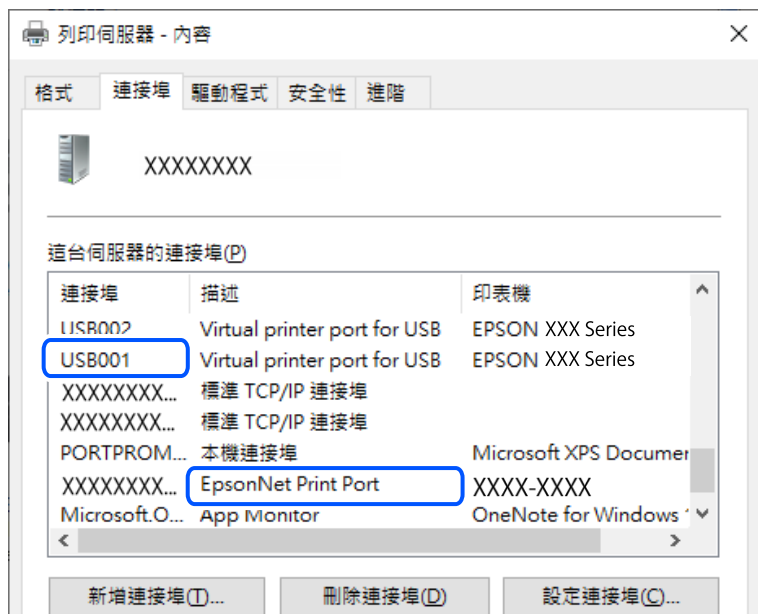 列印伺服器 - 內容
格式 連接埠 驅動程式 安全性 進階
XXXXXXXX
這台伺服器的連接埠(P)
連接埠 描述 印表機
USB002 Virtual printer port for USB EPSON XXX Series
USB001 Virtual printer port for USB EPSON XXX Series
XXXXXXXX... 標準 TCP/IP 連接埠
XXXXXXXX... 標準 TCP/IP 連接埠
PORTPROM... 本機連接埠 Microsoft XPS Documen
XXXXXXXX... EpsonNet Print Port XXXX-XXXX
Microsoft.O... App Monitor OneNote for Windows
新增連接埠(T)... 刪除連接埠(D) 設定連接埠(C)...